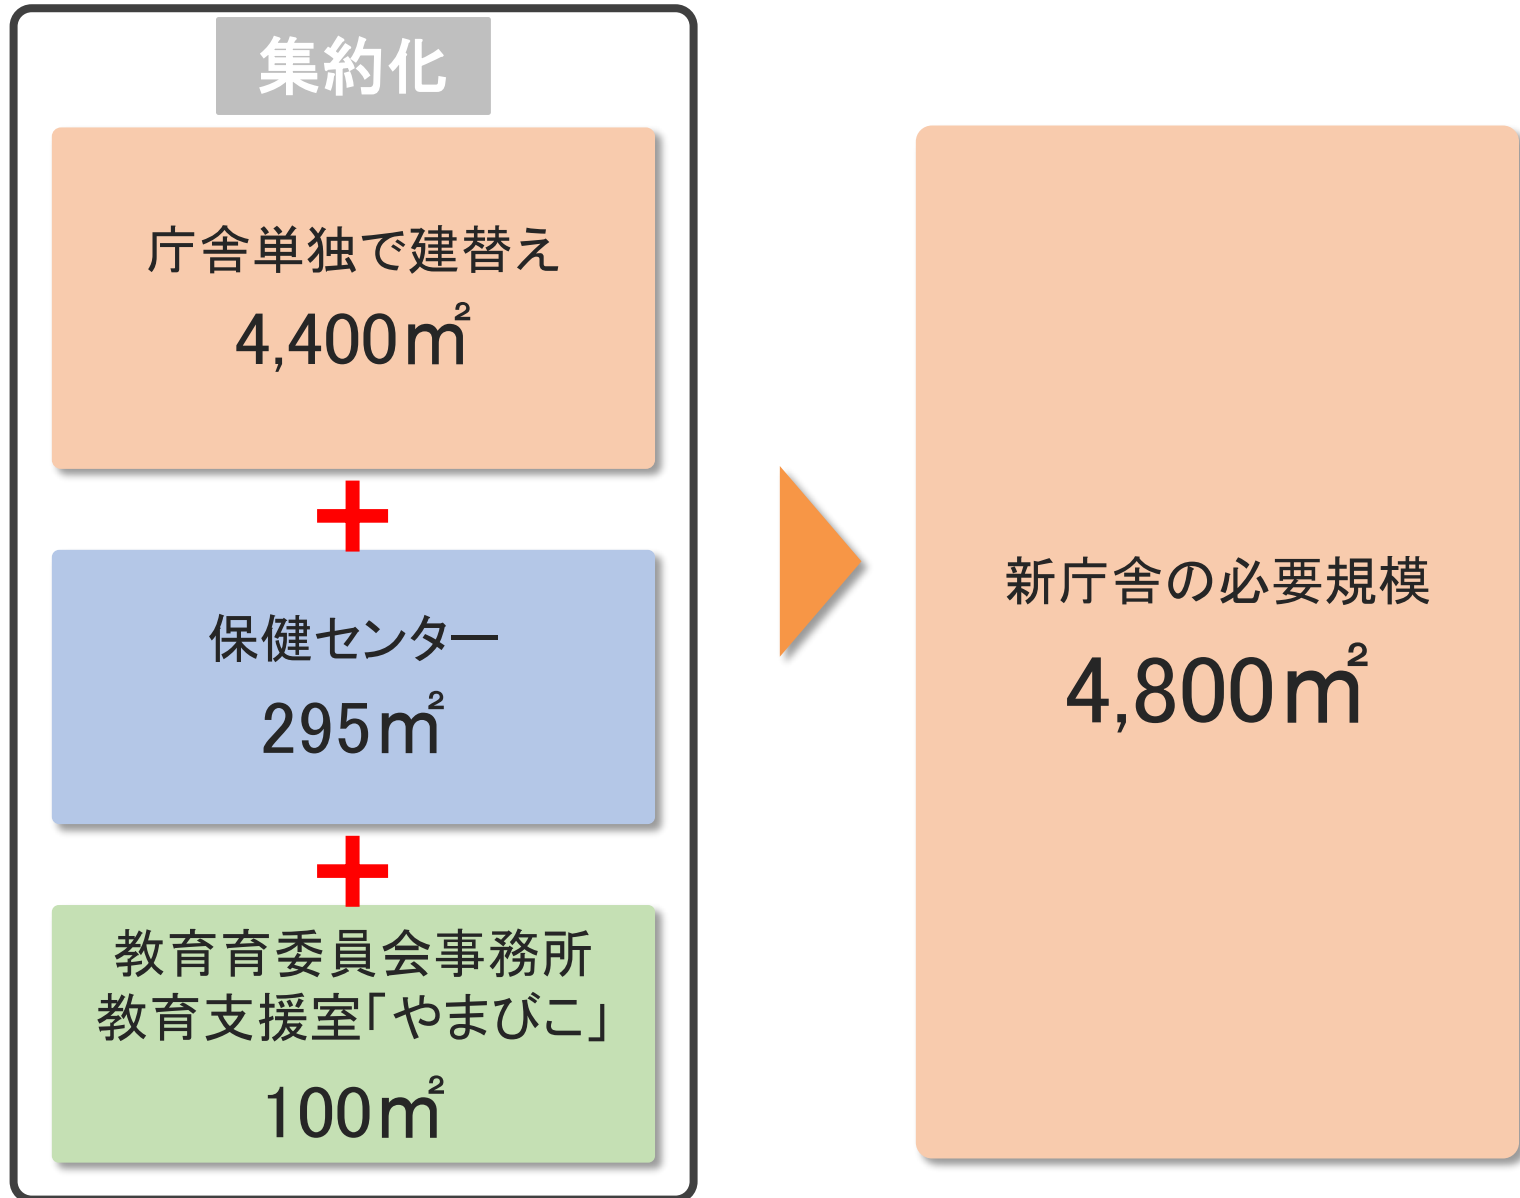 集約化
庁舎単独で建替え
4,400㎡
+
保健センター
295㎡
+
教育育委員会事務所
教育支援室「やまびこ」
100㎡
新庁舎の必要規模
4,800㎡